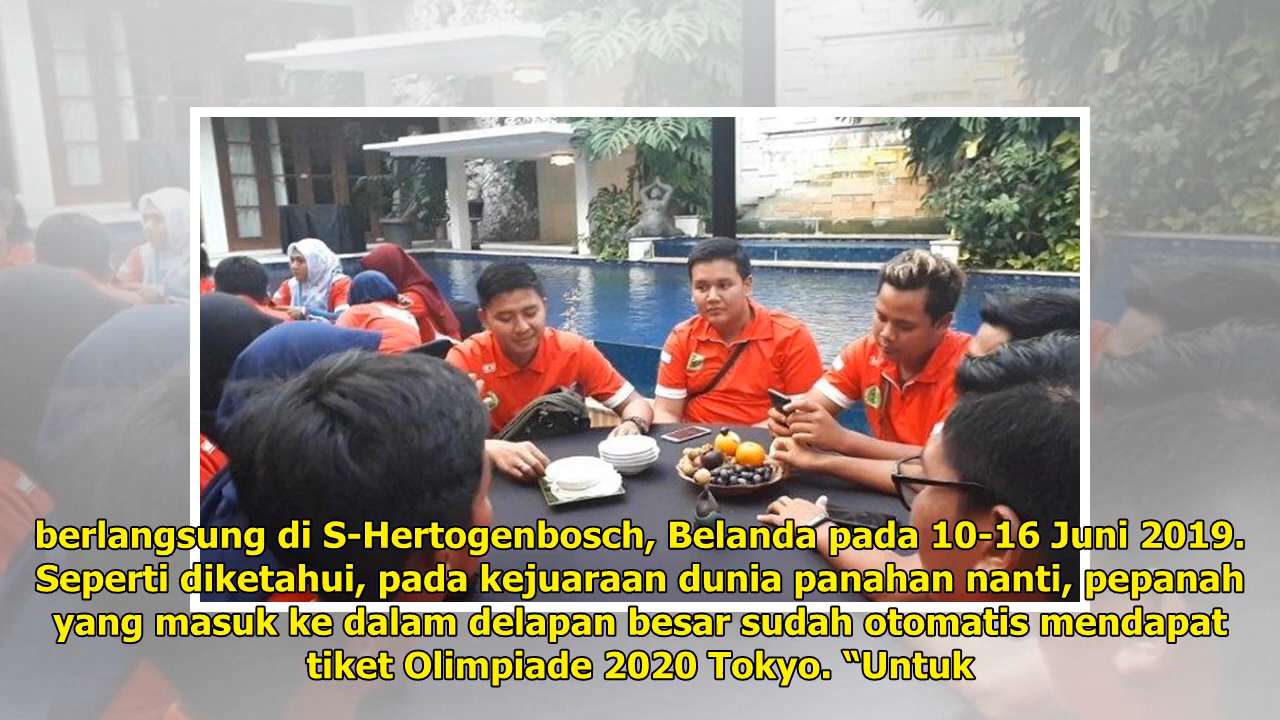 berlangsung di S-Hertogenbosch, Belanda pada 10-16 Juni 2019.
Seperti diketahui, pada kejuaraan dunia panahan nanti, pepanah
yang masuk ke dalam delapan besar sudah otomatis mendapat
tiket Olimpiade 2020 Tokyo. “Untuk